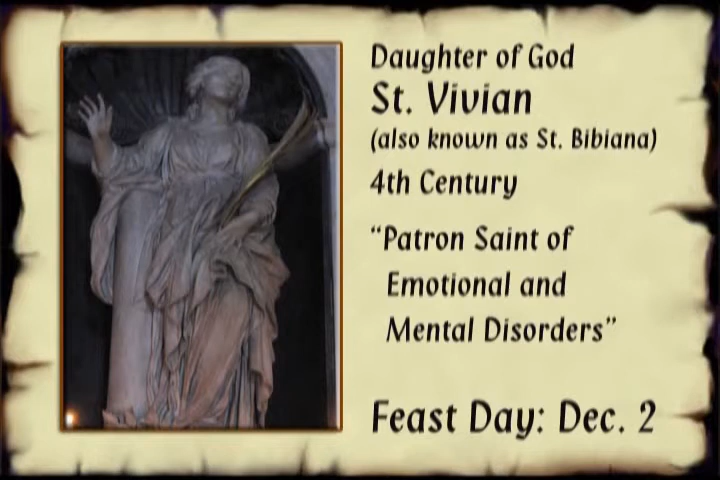 Daughter of God
St. Vivian
(also known as St. Bibiana)
4th Century
“Patron Saint of
Emotional and
Mental Disorders”
Feast Day: Dec. 2